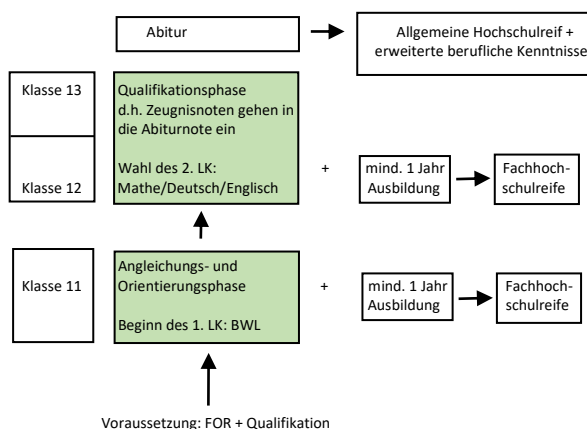 Abitur
Allgemeine Hochschulreif +
erweiterte berufliche Kenntnisse
Klasse 13
Qualifikationsphase
d.h. Zeugnisnoten gehen in
die Abiturnote ein
Wahl des 2. LK:
Mathe/Deutsch/Englisch
Klasse 12
+
mind. 1 Jahr
Ausbildung
Fachhoch-
schulreife
Klasse 11
Angleichungs- und
Orientierungsphase
Beginn des 1. LK: BWL
+
mind. 1 Jahr
Ausbildung
Fachhoch-
schulreife
Voraussetzung: FOR + Qualifikation